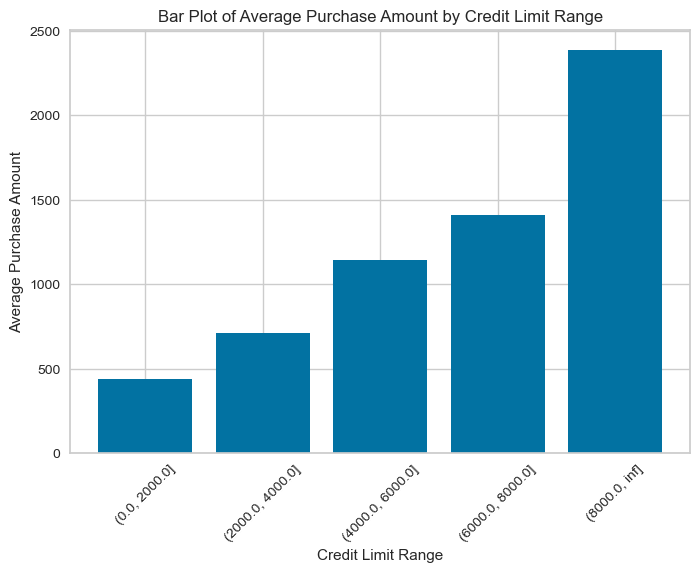 Bar Plot of Average Purchase Amount by Credit Limit Range
Average Purchase Amount
2500
2000
1500
1000
500
0
(0.0, 2000.0]
(2000.0, 4000.0]
(4000.0, 6000.0]
(6000.0, 8000.0]
(8000.0, inf]
Credit Limit Range